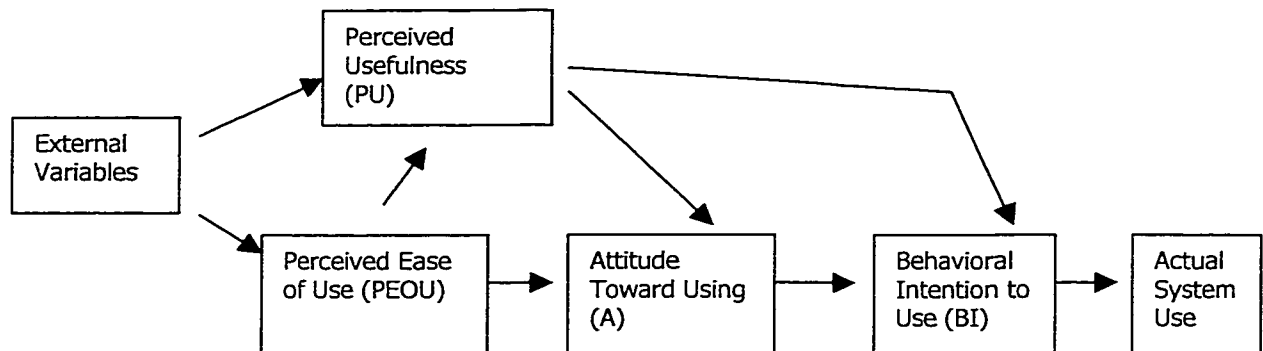 Perceived
Usefulness
(PU)
External
Variables
Perceived Ease
of Use (PEOU)
Attitude
Toward Using
(A)
Behavioral
Intention to
Use (BI)
Actual
System
Use